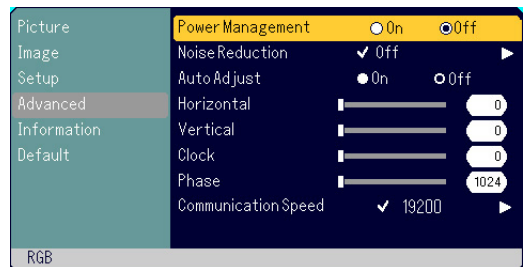 Picture
Image
Setup
Advanced
Information
Default
Power Management On Off
Noise Reduction Off
Auto Adjust On Off
Horizontal 0
Vertical 0
Clock 0
Phase 1024
Communication Speed 19200
RGB